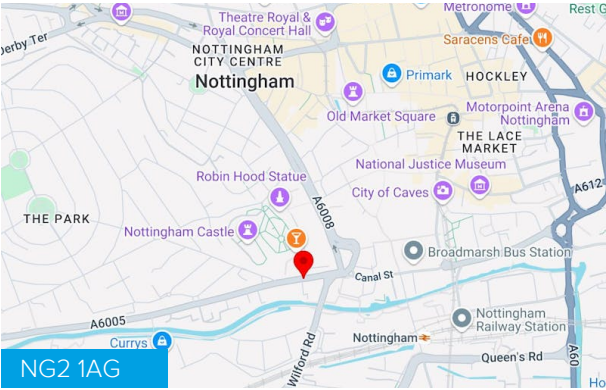 Metronome
Rest G
Theatre Royal &
Royal Concert Hall
Derby Ter
Saracens Cafe
NOTTINGHAM
CITY CENTRE
Nottingham
Primark
HOCKLEY
Old Market Square
Motorpoint Arena
Nottingham
THE LACE
MARKET
National Justice Museum
Robin Hood Statue
City of Caves
A612
A6008
THE PARK
Nottingham Castle
Broadmarsh Bus Station
Canal St
A6005
Nottingham
Railway Station
Currys
Nottingham
Wilford Rd
Queen's Rd
A60
NG2 1AG
Ho